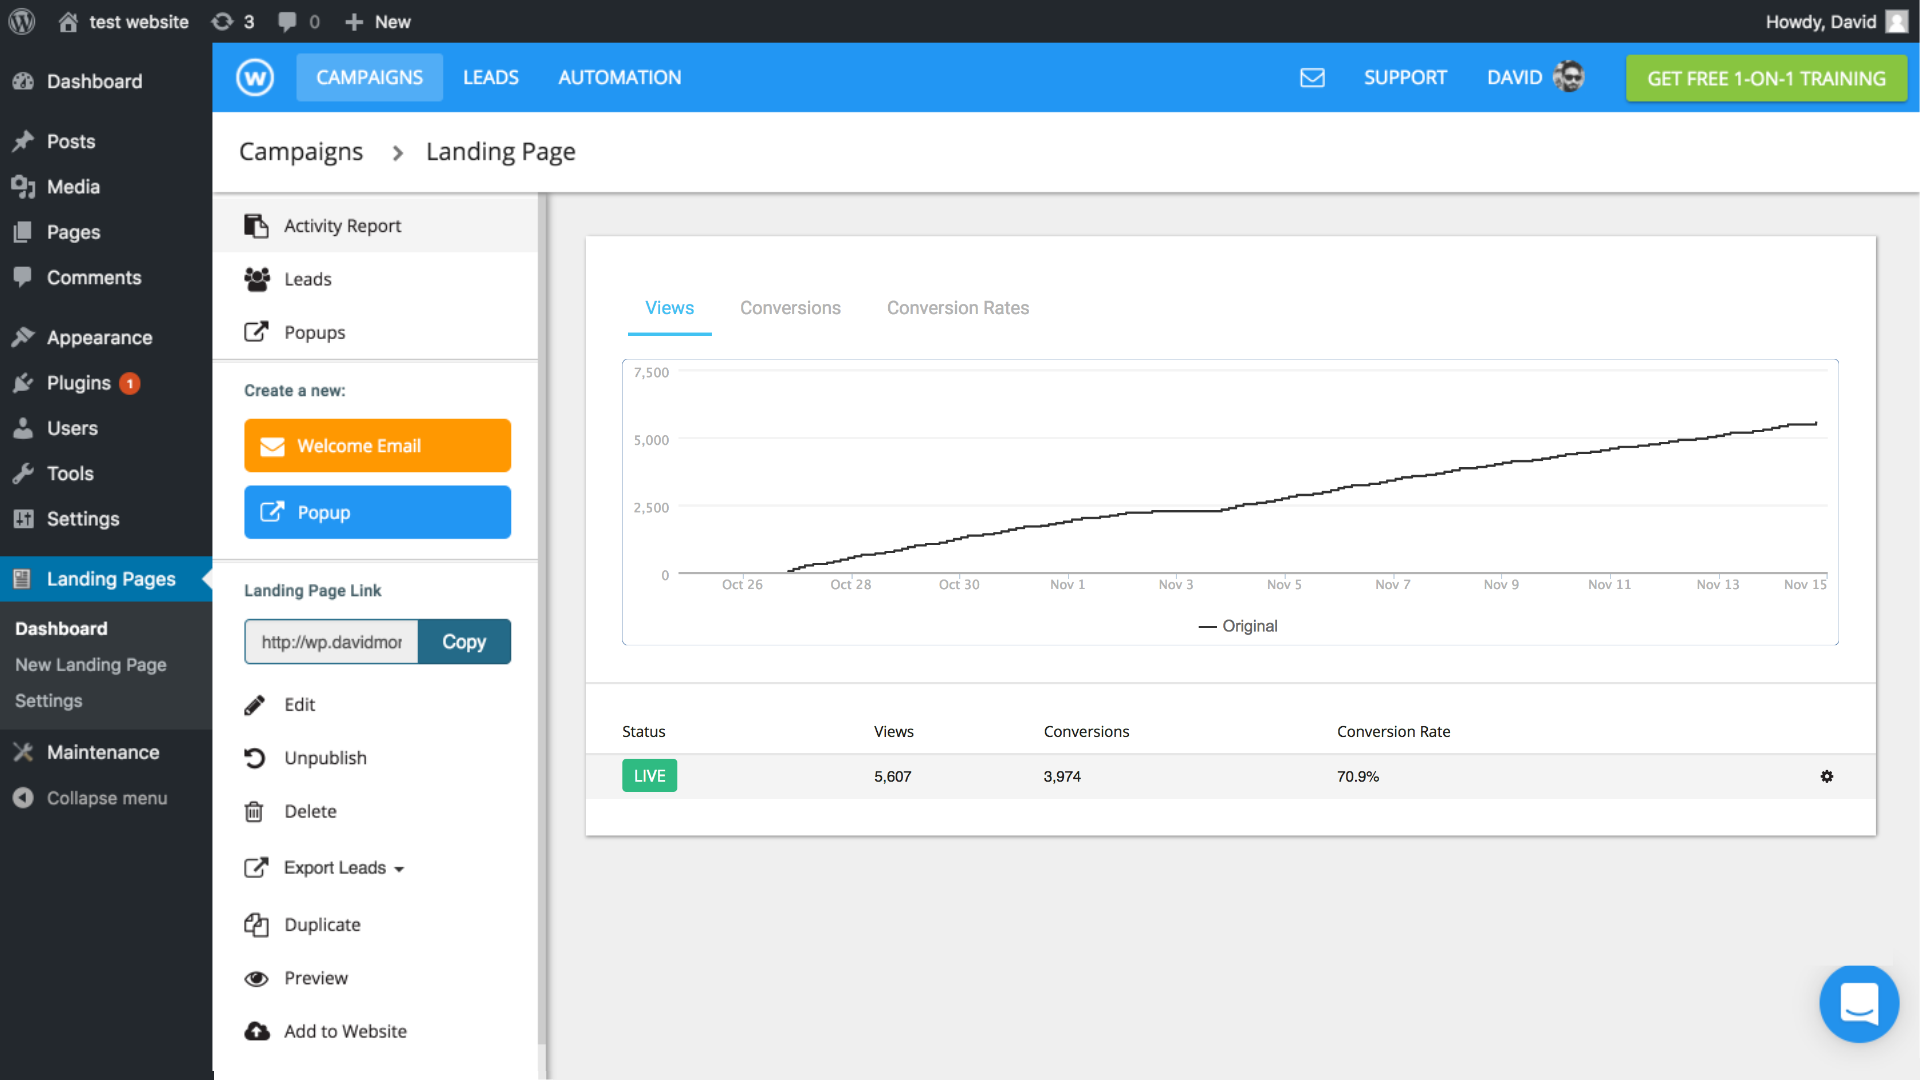 test website 3 0 New
Howdy, David
Dashboard
Posts
Media
Pages
Comments
Appearance
Plugins 1
Users
Tools
Settings
Landing Pages
Dashboard
New Landing Page
Settings
Maintenance
Collapse menu
w CAMPAIGNS LEADS AUTOMATION SUPPORT DAVID GET FREE 1-ON-1 TRAINING
Campaigns > Landing Page
Activity Report
Leads
Popups
Create a new:
Welcome Email
Popup
Landing Page Link
http://wp.davidmor Copy
Edit
Unpublish
Delete
Export Leads
Duplicate
Preview
Add to Website
Views Conversions Conversion Rates
7,500
5,000
2,500
0
Oct 26 Oct 28 Oct 30 Nov 1 Nov 3 Nov 5 Nov 7 Nov 9 Nov 11 Nov 13 Nov 15
Original
Status Views Conversions Conversion Rate
LIVE 5,607 3,974 70.9%